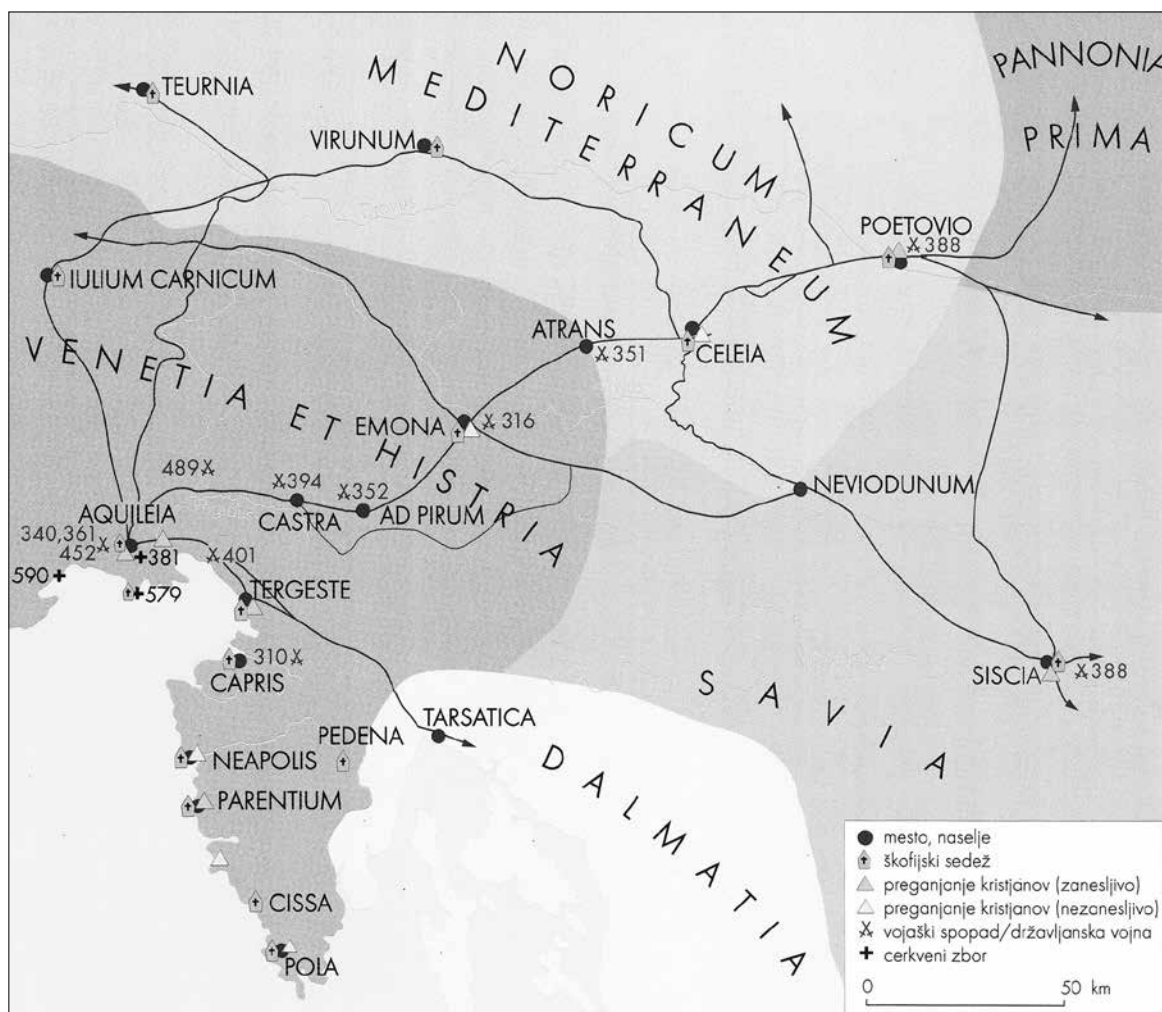 NORICUM
MEDITERRANEUM
PANNONIA
PRIMA
TEURNIA
VIRUNUM
POETOVIO
388
IULIUM CARNICUM
ATRANS
351
CELEIA
VENETIA ET HISTRIA
EMONA
316
489
394
352
CASTRA
AD PIRUM
NEVIODUNUM
AQUILEIA
340,361
452
381
401
590
579
TERGESTE
310
CAPRIS
SISCIA
388
SAVIA
TARSATICA
PEDENA
NEAPOLIS
DALMATIA
PARENTIUM
CISSA
POLA
mesto, naselje
škofijski sedež
preganjanje kristjanov (zanesljivo)
preganjanje kristjanov (nezanesljivo)
vojaški spopad/državljanska vojna
cerkveni zbor
0 50 km